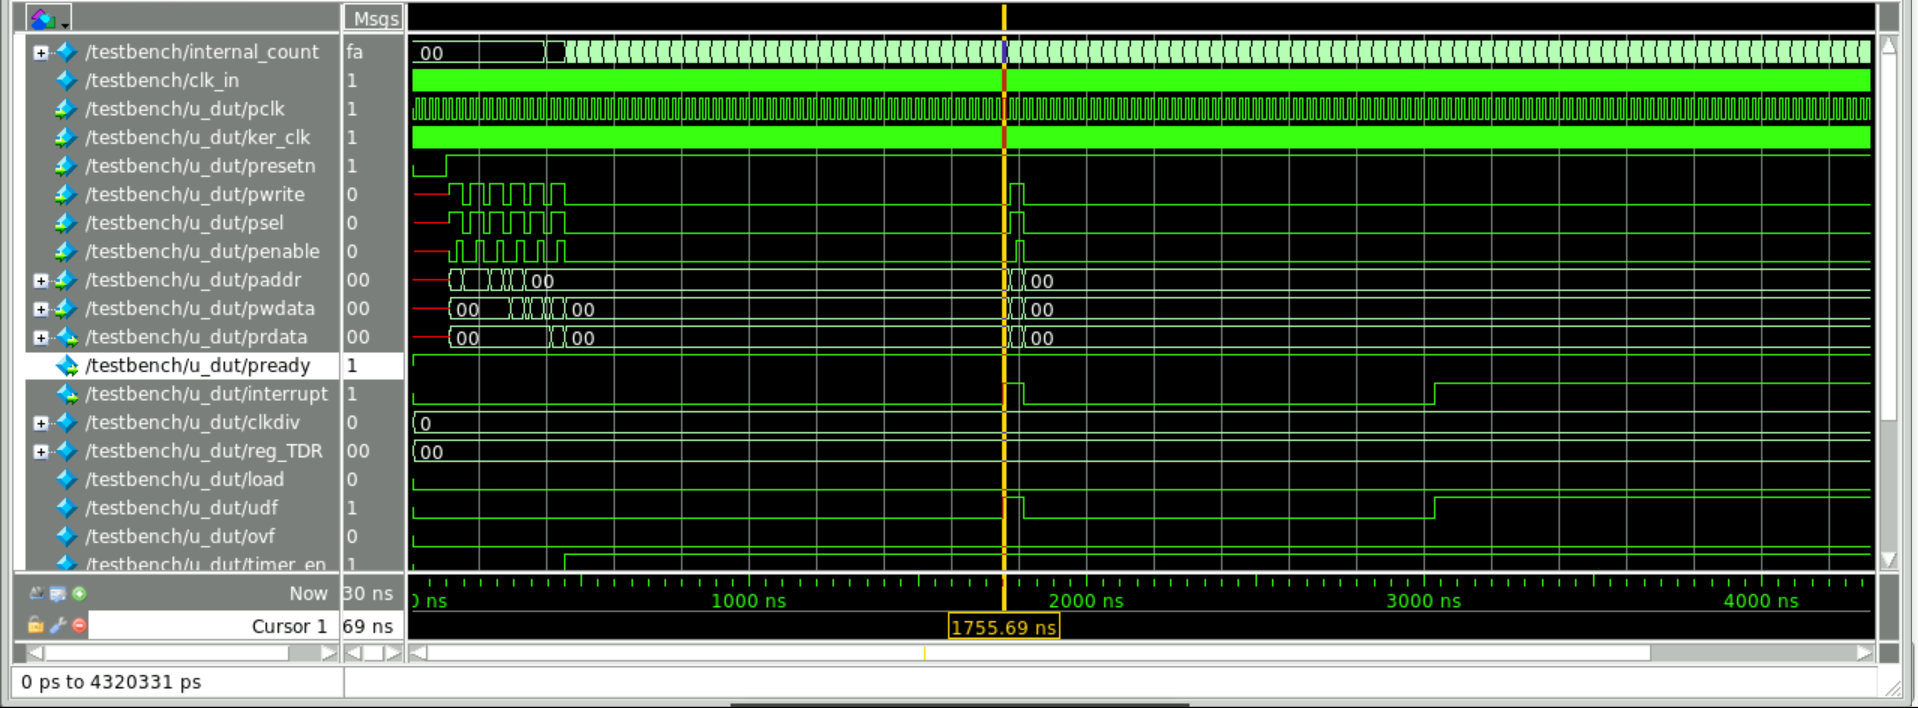 Msgs
/testbench/internal_count fa 00
/testbench/clk_in 1
/testbench/u_dut/pclk 1
/testbench/u_dut/ker_clk 1
/testbench/u_dut/presetn 1
/testbench/u_dut/pwrite 0
/testbench/u_dut/psel 0
/testbench/u_dut/penable 0
/testbench/u_dut/paddr 00 00 00
/testbench/u_dut/pwdata 00 00 00 00
/testbench/u_dut/prdata 00 00 00 00
/testbench/u_dut/pready 1
/testbench/u_dut/interrupt 1
/testbench/u_dut/clkdiv 0 0
/testbench/u_dut/reg_TDR 00 00
/testbench/u_dut/load 0
/testbench/u_dut/udf 1
/testbench/u_dut/ovf 0
/testbench/u_dut/timer_en 1
Now 30 ns 0 ns 1000 ns 2000 ns 3000 ns 4000 ns
Cursor 1 69 ns 1755.69 ns
0 ps to 4320331 ps